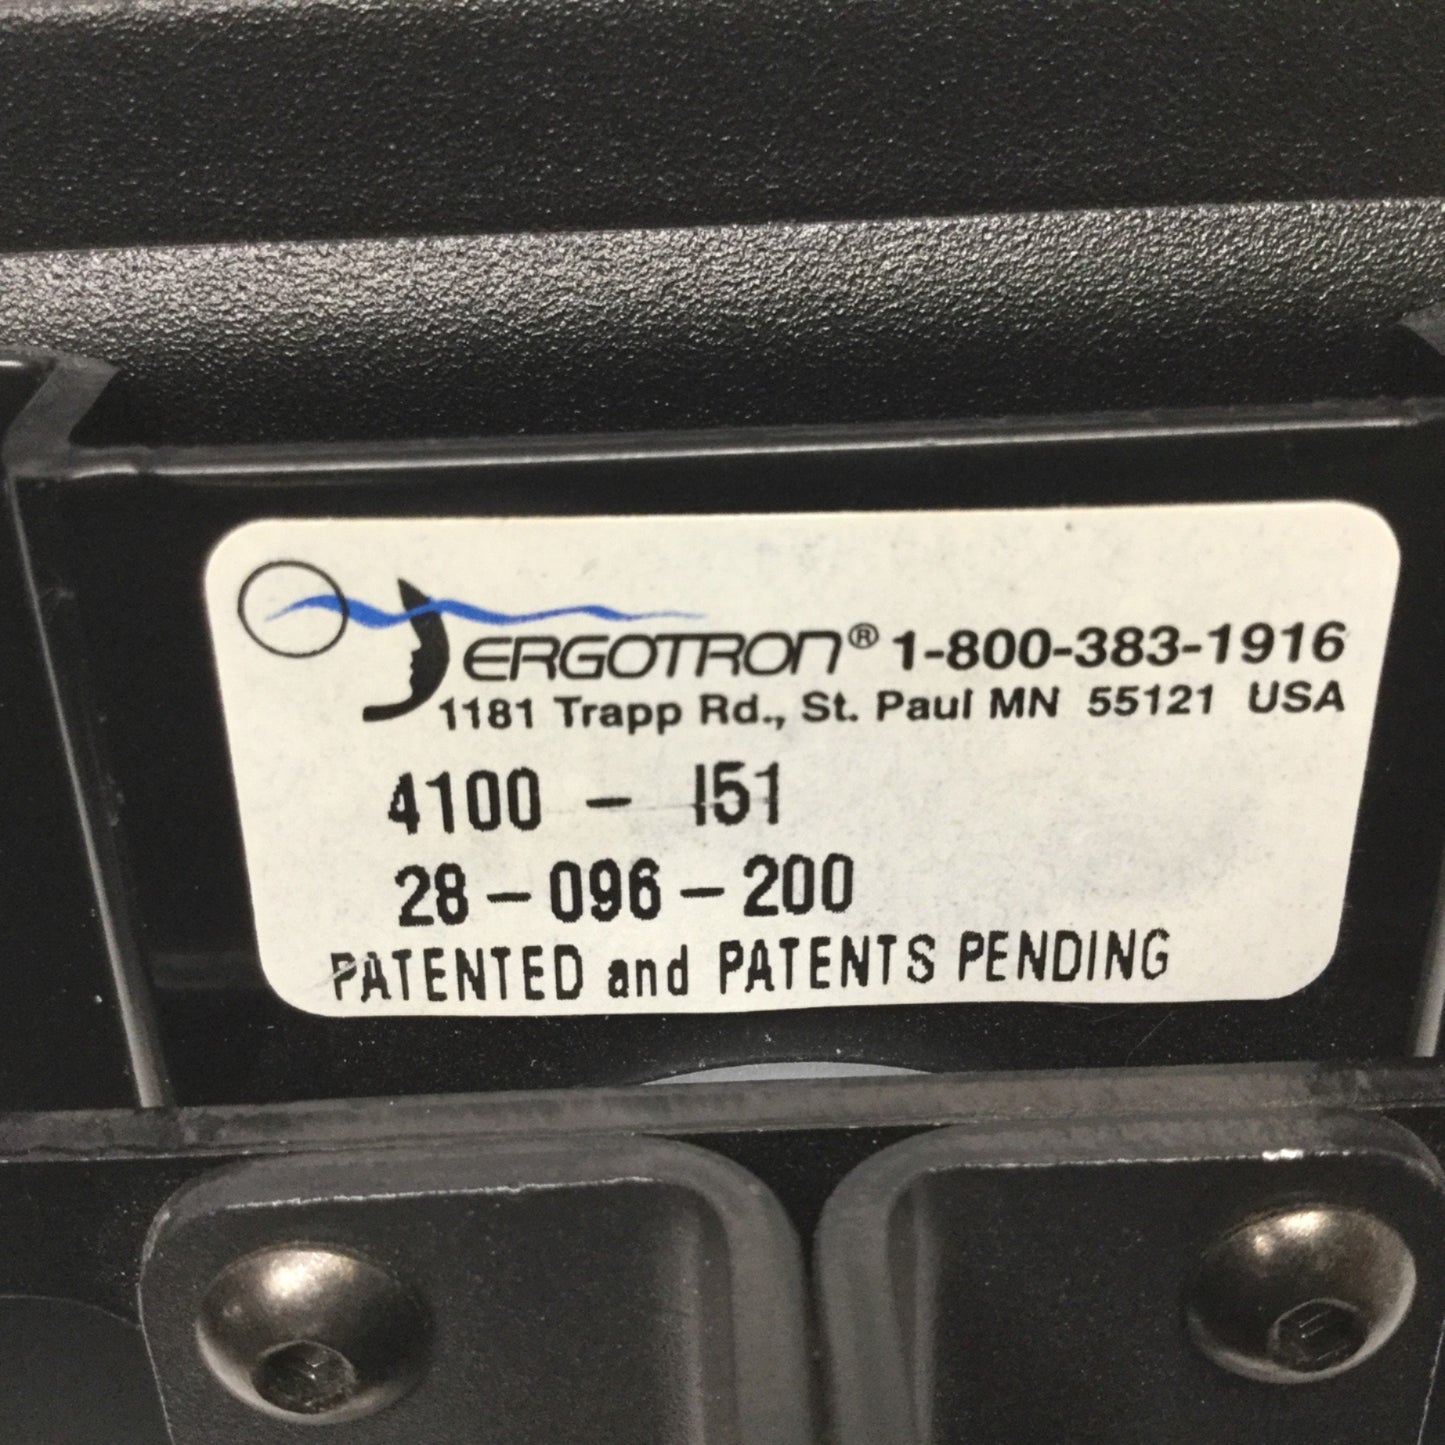 ERGOTRON® 1-800-383-1916
1181 Trapp Rd., St. Paul MN 55121 USA
4100 - I51
28-096-200
PATENTED and PATENTS PENDING